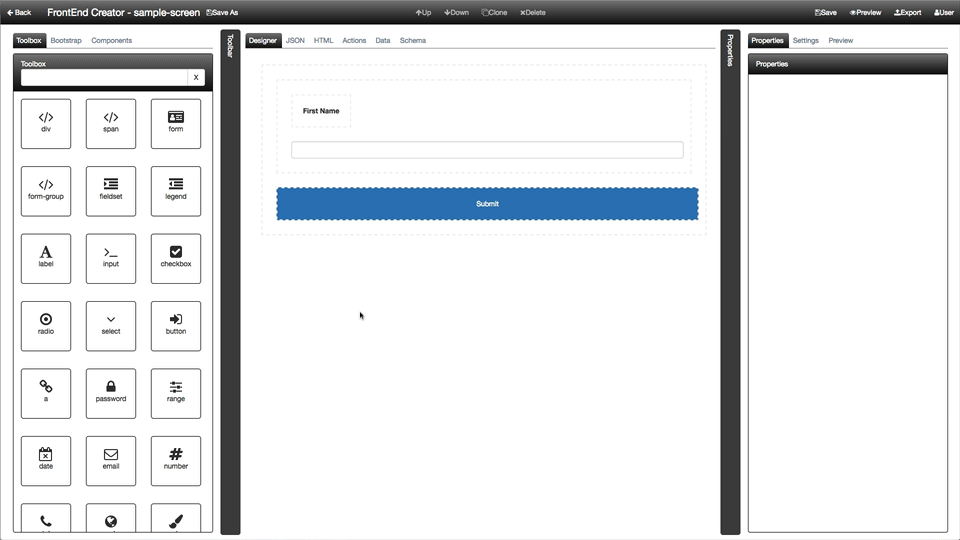 Back FrontEnd Creator - sample-screen Save As Up Down Clone Delete Save Preview Export User
Toolbox Bootstrap Components
Toolbox
X
div span form
form-group fieldset legend
label input checkbox
radio select button
a password range
date email number
Toolbar
Designer JSON HTML Actions Data Schema
First Name
Submit
Properties
Properties Settings Preview
Properties